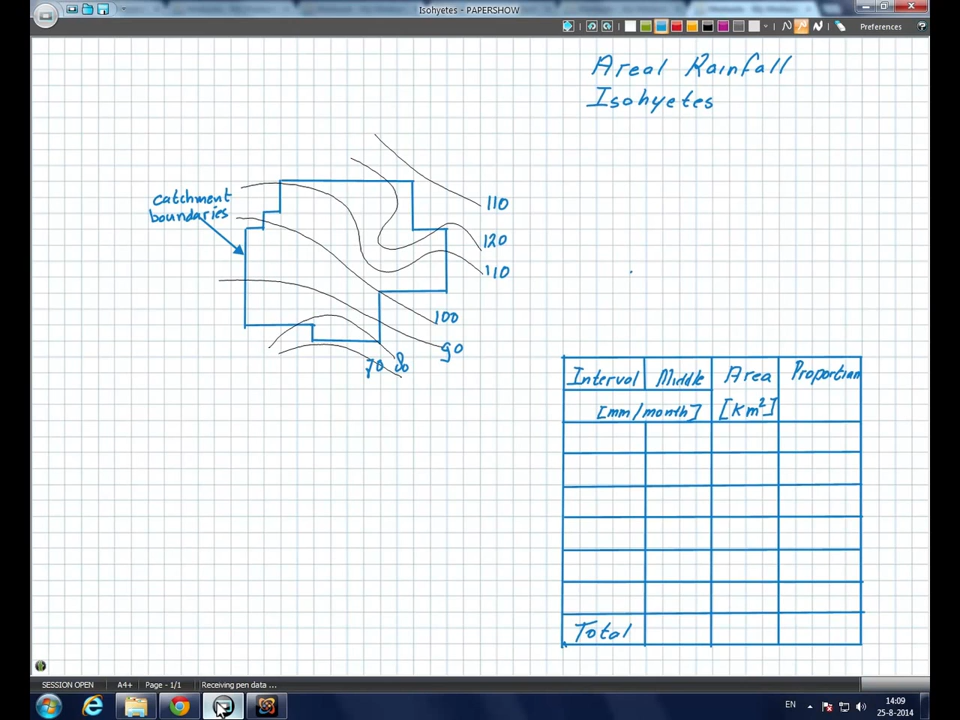 Isohyetes - PAPERSHOW
Preferences
Areal Rainfall
Isohyetes
catchment
boundaries
110
120
110
100
90
70 80
Interval Middle Area Proportion
[mm/month] [Km²]
Total
SESSION OPEN A4+ Page - 1/1 Receiving pen data ...
EN 14:09
25-8-2014